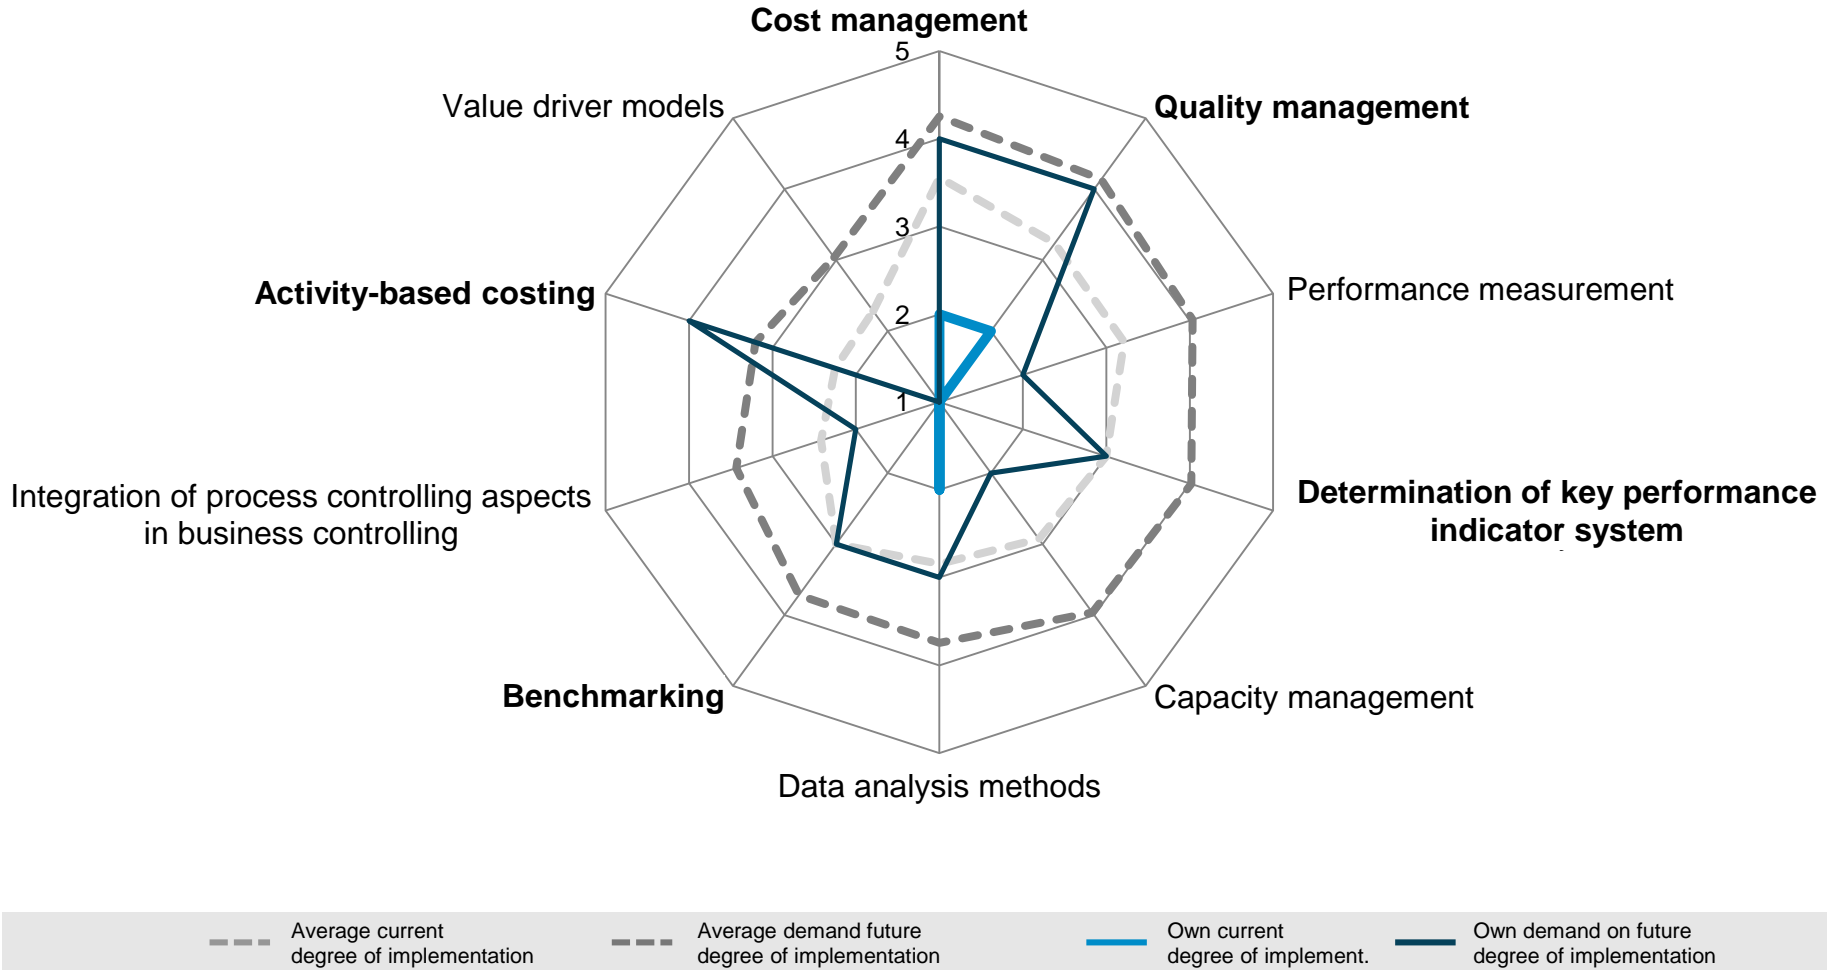 Cost management
5
Value driver models
Quality management
4
3
Activity-based costing
Performance measurement
2
1
Integration of process controlling aspects
in business controlling
Determination of key performance
indicator system
Benchmarking
Capacity management
Data analysis methods
Average current
degree of implementation
Average demand future
degree of implementation
Own current
degree of implement.
Own demand on future
degree of implementation